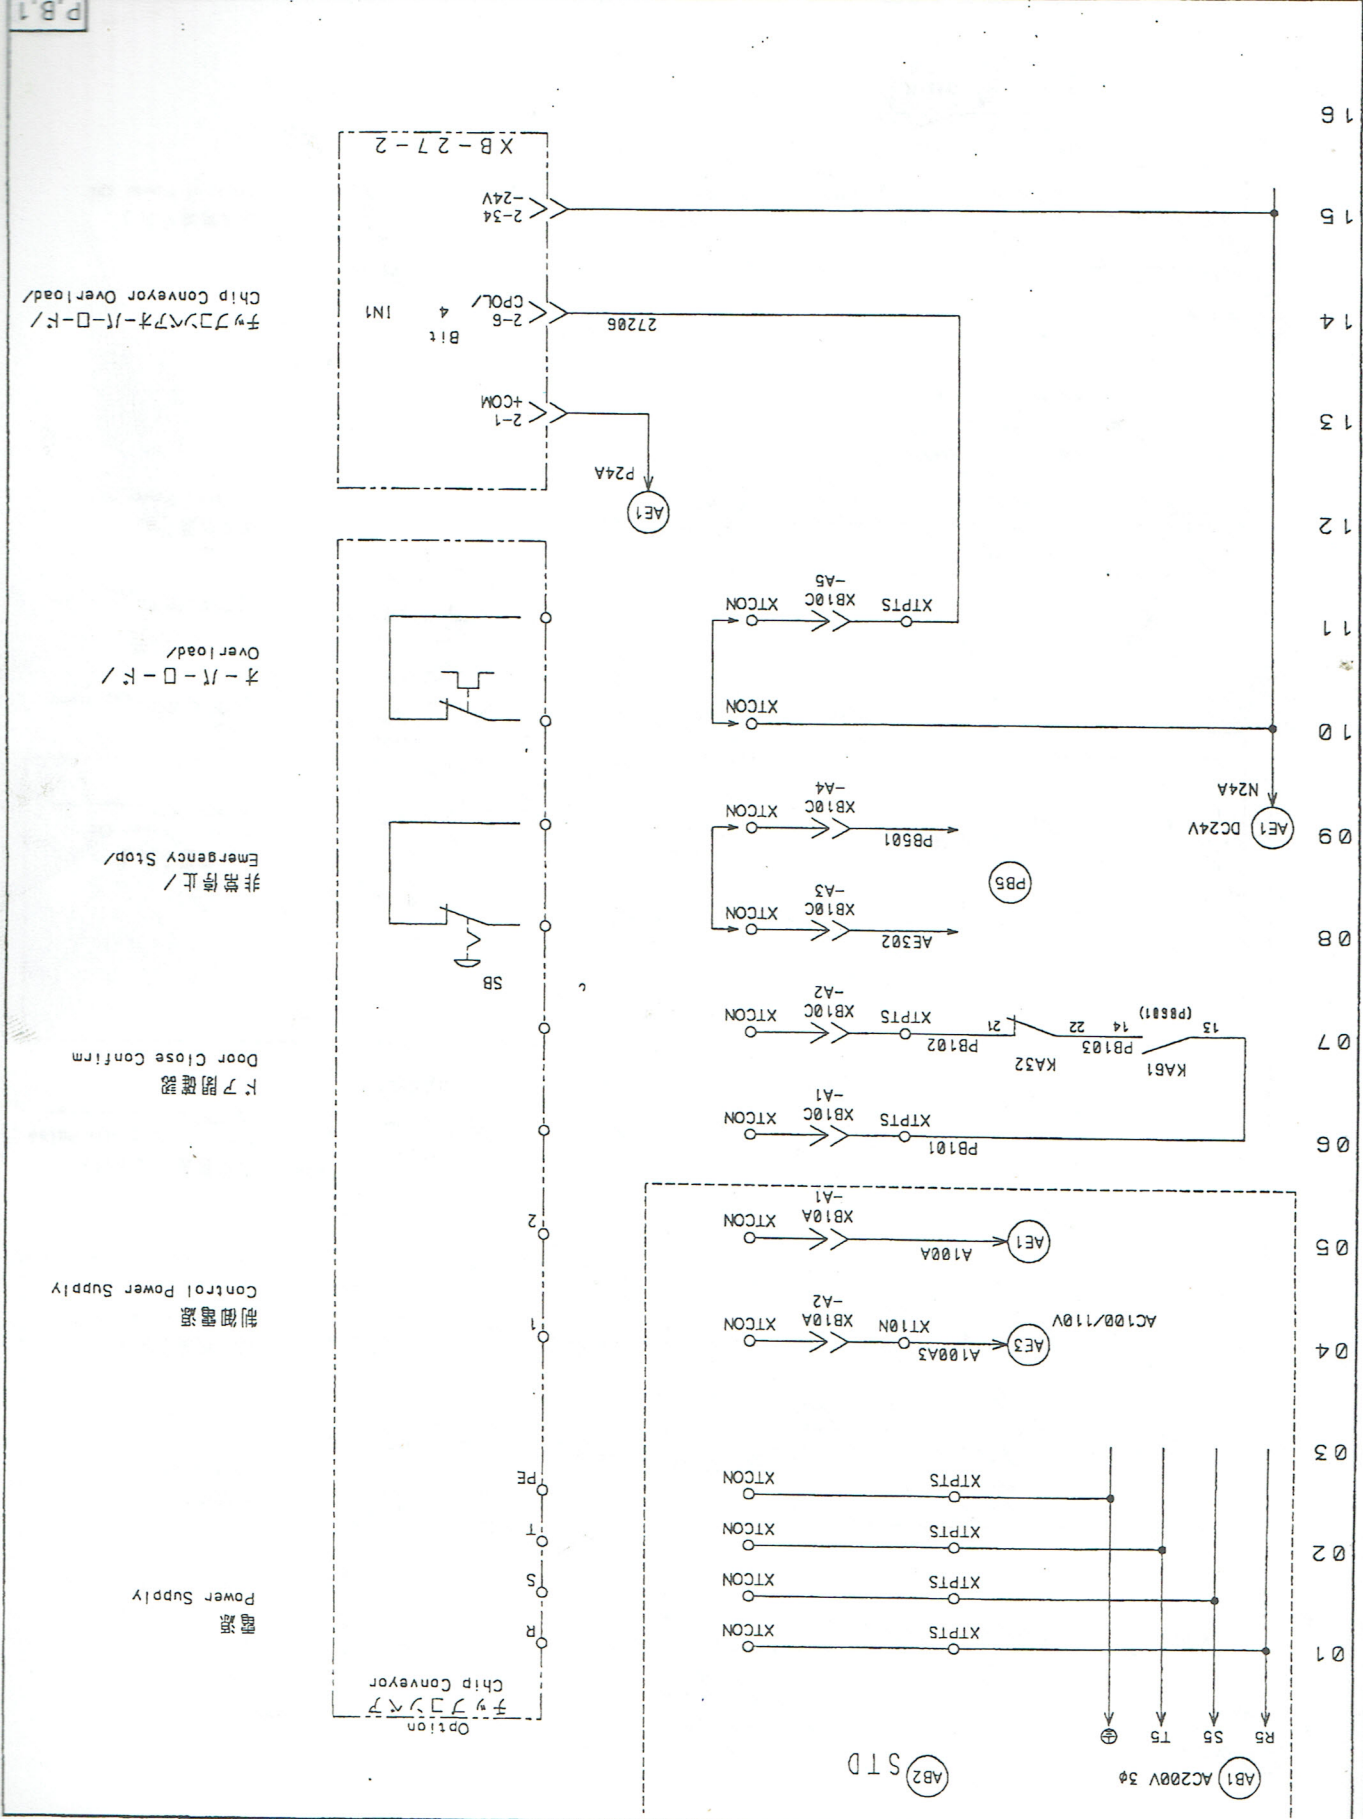 AB1 AC200V 3φ
AB2 STD
R5 S5 T5
Option
チップコンベア
Chip Conveyor
01
XTPTS XTCON R
電源
Power Supply
XTPTS XTCON S
02
XTPTS XTCON T
XTPTS XTCON PE
03
04
AC100/110V AE3 A100A3 XT10N XB10A XTCON 1
-A2
制御電源
Control Power Supply
05
AE1 A100A XB10A XTCON 2
-A1
06
PB101 XTPTS XB10C XTCON
-A1
ドア閉確認
Door Close Confirm
07
KA61 KA32
13 14 PB103 22 21 PB102 XTPTS XB10C XTCON
(PBG01) -A2
SB
08
AE302 XB10C XTCON
-A3
非常停止/
Emergency Stop/
PB5
09
AE1 DC24V PB501 XB10C XTCON
-A4
N24A
10
XTCON
オーバーロード/
Overload/
11
XTPTS XB10C XTCON
-A5
12
AE1
P24A
13
2-1
+COM
14
27206 2-6
CPOL/
Bit
4
IN1
チップコンベアオーバーロード/
Chip Conveyor Overload/
15
2-34
-24V
XB-27-2
16
P,B.1